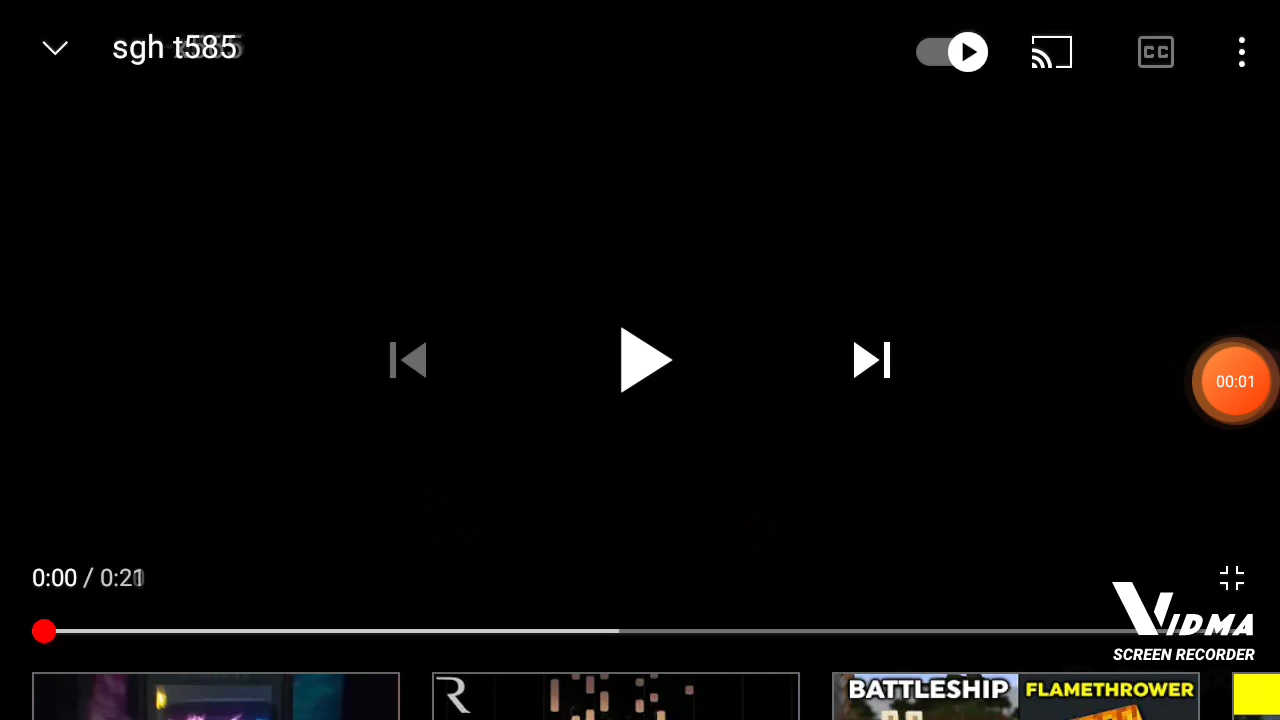 sgh t585
CC
00:01
0:00 / 0:21
VIDMA
SCREEN RECORDER
R
BATTLESHIP
FLAMETHROWER